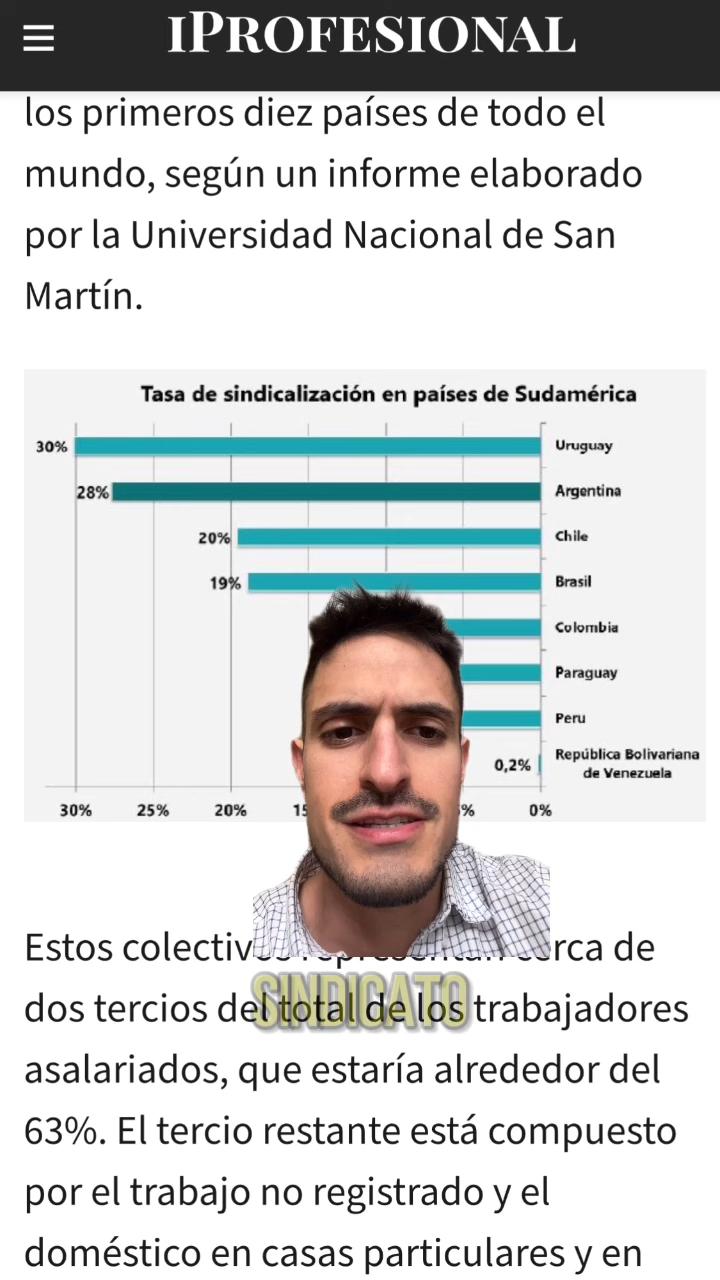 IPROFESIONAL
los primeros diez países de todo el
mundo, según un informe elaborado
por la Universidad Nacional de San
Martín.
Tasa de sindicalización en países de Sudamérica
30% Uruguay
28% Argentina
20% Chile
19% Brasil
Colombia
Paraguay
Peru
0,2% República Bolivariana
de Venezuela
30% 25% 20% 0%
Estos de
dos tercios del total de los trabajadores
SINDICATO
asalariados, que estaría alrededor del
63%. El tercio restante está compuesto
por el trabajo no registrado y el
doméstico en casas particulares y en